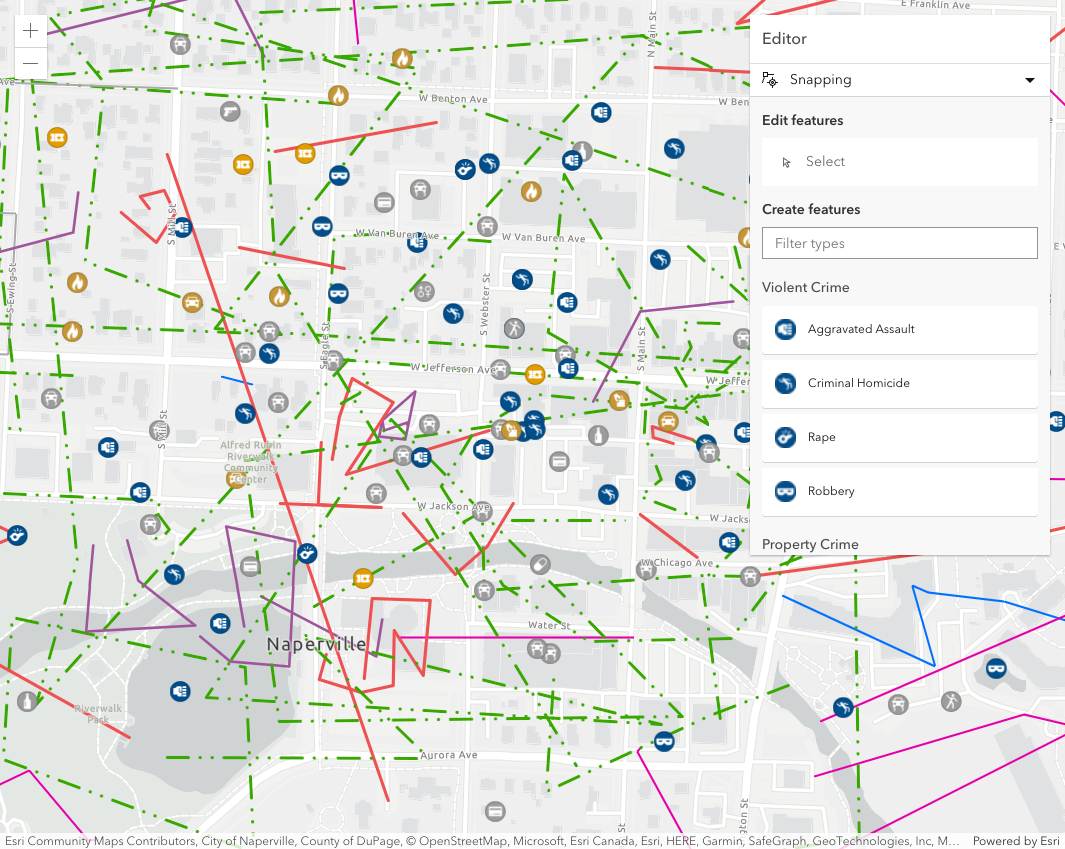 E Franklin Ave
N Main St
Editor
Snapping
Ave
W Benton Ave
W Ben
Edit features
Select
Create features
Filter types
S Mill St
W Van Buren Ave
W Van Buren Ave
S Ewing St
S Webster St
Violent Crime
Aggravated Assault
S Eagle St
S Main St
W Jefferson Ave
W Jeffer
Criminal Homicide
S Mill St
Alfred Rubin
Riverwalk
Community
Center
Rape
Robbery
W Jackson Ave
W Jacks
Property Crime
W Chicago Ave
Water St
Naperville
Riverwalk
Park
Aurora Ave
ngton St
St
Esri Community Maps Contributors, City of Naperville, County of DuPage, © OpenStreetMap, Microsoft, Esri Canada, Esri, HERE, Garmin, SafeGraph, GeoTechnologies, Inc, M...
Powered by Esri